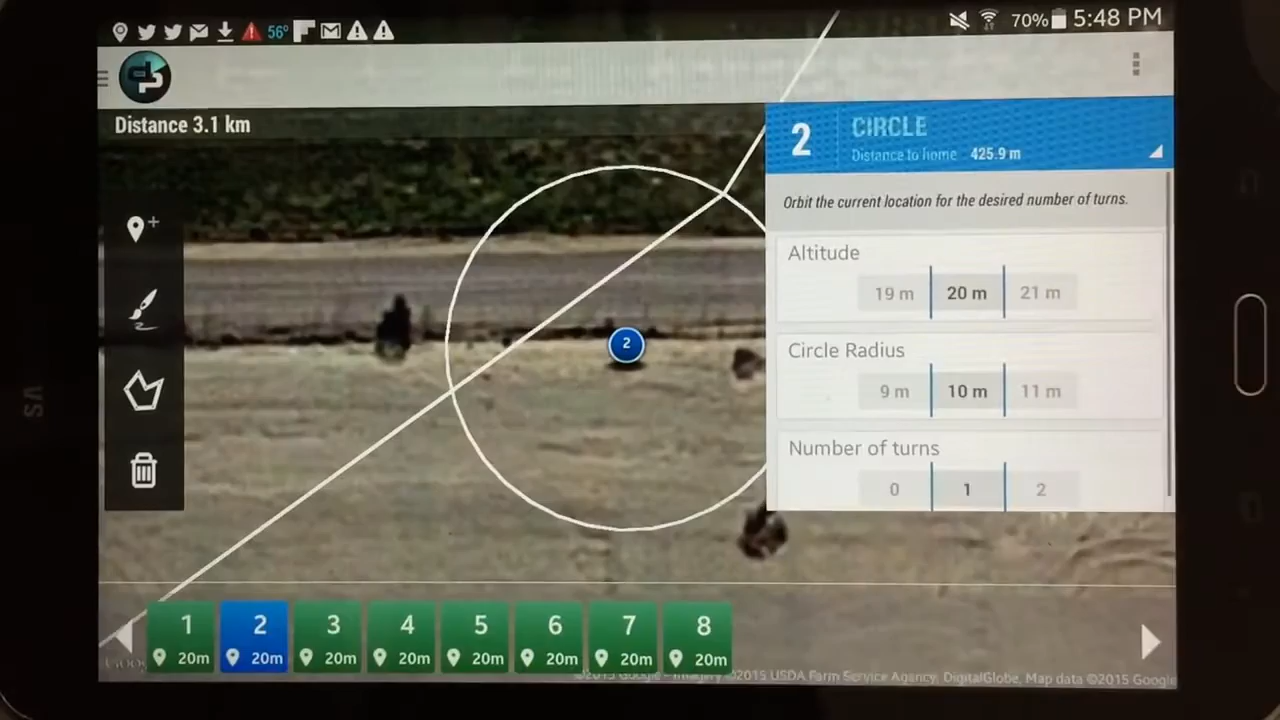 56° 70% 5:48 PM
Distance 3.1 km
2 CIRCLE
Distance to home 425.9 m
Orbit the current location for the desired number of turns.
Altitude
19 m 20 m 21 m
Circle Radius
9 m 10 m 11 m
Number of turns
0 1 2
2
1 2 3 4 5 6 7 8
20m 20m 20m 20m 20m 20m 20m 20m
©2015 Google - Imagery ©2015 USDA Farm Service Agency, DigitalGlobe, Map data ©2015 Google